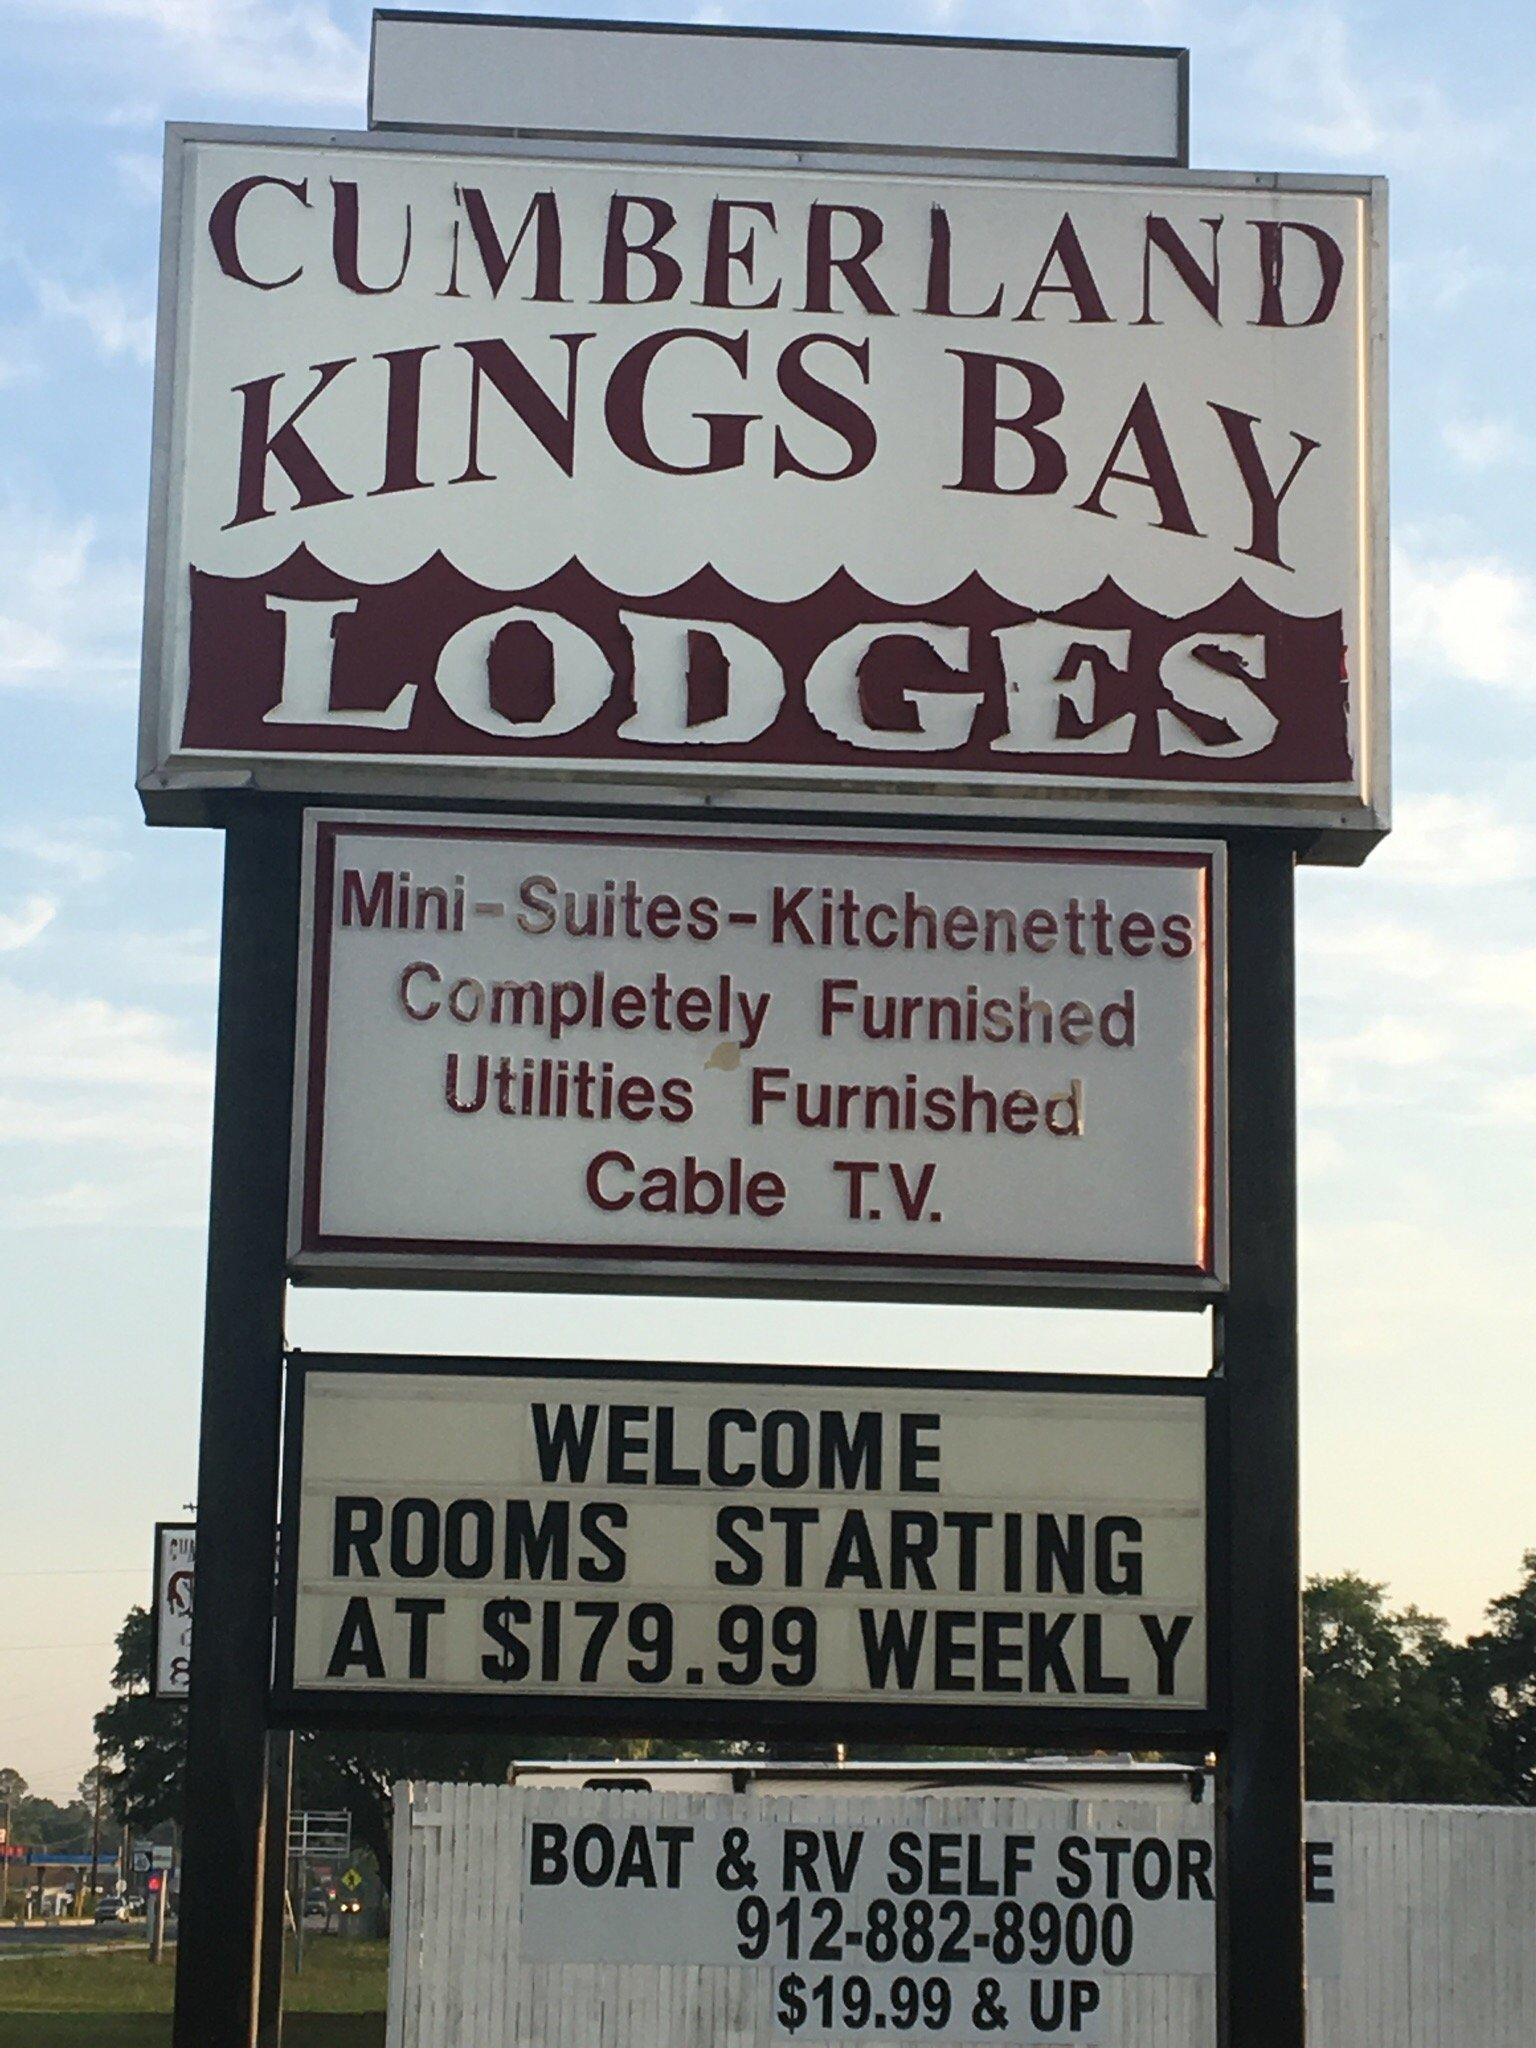 CUMBERLAND
KINGS BAY
LODGES
Mini-Suites-Kitchenettes
Completely Furnished
Utilities Furnished
Cable T.V.
WELCOME
ROOMS STARTING
AT $179.99 WEEKLY
BOAT & RV SELF STOR E
912-882-8900
$19.99 & UP